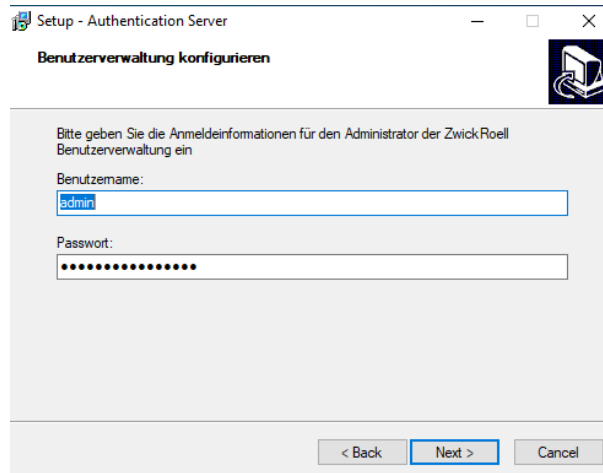 Setup - Authentication Server
Benutzerverwaltung konfigurieren
Bitte geben Sie die Anmeldeinformationen für den Administrator der ZwickRoell
Benutzerverwaltung ein
Benutzername:
admin
Passwort:
••••••••••••••••
< Back
Next >
Cancel